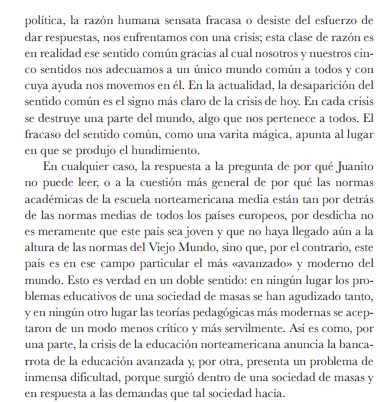 política, la razón humana sensata fracasa o desiste del esfuerzo de
dar respuestas, nos enfrentamos con una crisis; esta clase de razón es
en realidad ese sentido común gracias al cual nosotros y nuestros cin-
co sentidos nos adecuamos a un único mundo común a todos y con
cuya ayuda nos movemos en él. En la actualidad, la desaparición del
sentido común es el signo más claro de la crisis de hoy. En cada crisis
se destruye una parte del mundo, algo que nos pertenece a todos. El
fracaso del sentido común, como una varita mágica, apunta al lugar
en que se produjo el hundimiento.
En cualquier caso, la respuesta a la pregunta de por qué Juanito
no puede leer, o a la cuestión más general de por qué las normas
académicas de la escuela norteamericana media están tan por detrás
de las normas medias de todos los países europeos, por desdicha no
es meramente que este país sea joven y que no haya llegado aún a la
altura de las normas del Viejo Mundo, sino que, por el contrario, este
país es en ese campo particular el más «avanzado» y moderno del
mundo. Esto es verdad en un doble sentido: en ningún lugar los pro-
blemas educativos de una sociedad de masas se han agudizado tanto,
y en ningún otro lugar las teorías pedagógicas más modernas se acep-
taron de un modo menos crítico y más servilmente. Así es como, por
una parte, la crisis de la educación norteamericana anuncia la banca-
rrota de la educación avanzada y, por otra, presenta un problema de
inmensa dificultad, porque surgió dentro de una sociedad de masas y
en respuesta a las demandas que tal sociedad hacía.